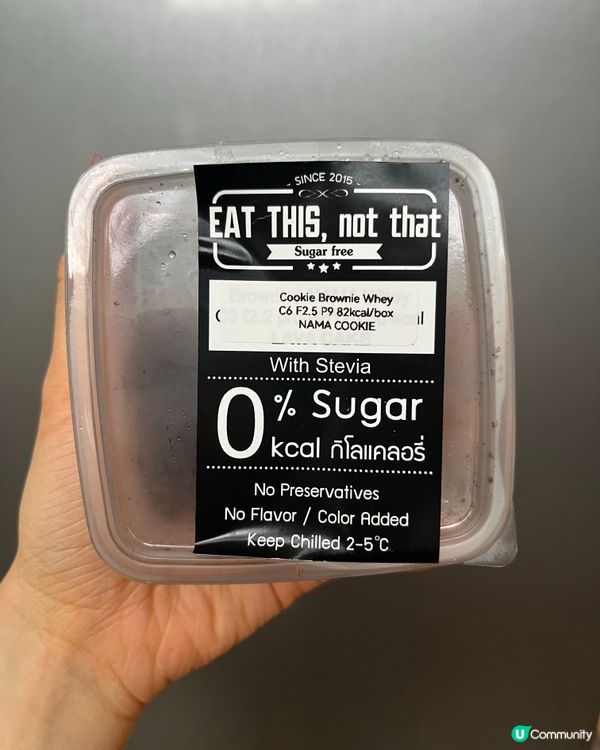 SINCE 2015
EAT THIS, not that
Sugar free
Cookie Brownie Whey
C6 F2.5 P9 82kcal/box
NAMA COOKIE
With Stevia
0 % Sugar
kcal กิโลแคลอรี่
No Preservatives
No Flavor / Color Added
Keep Chilled 2-5°C
U Community